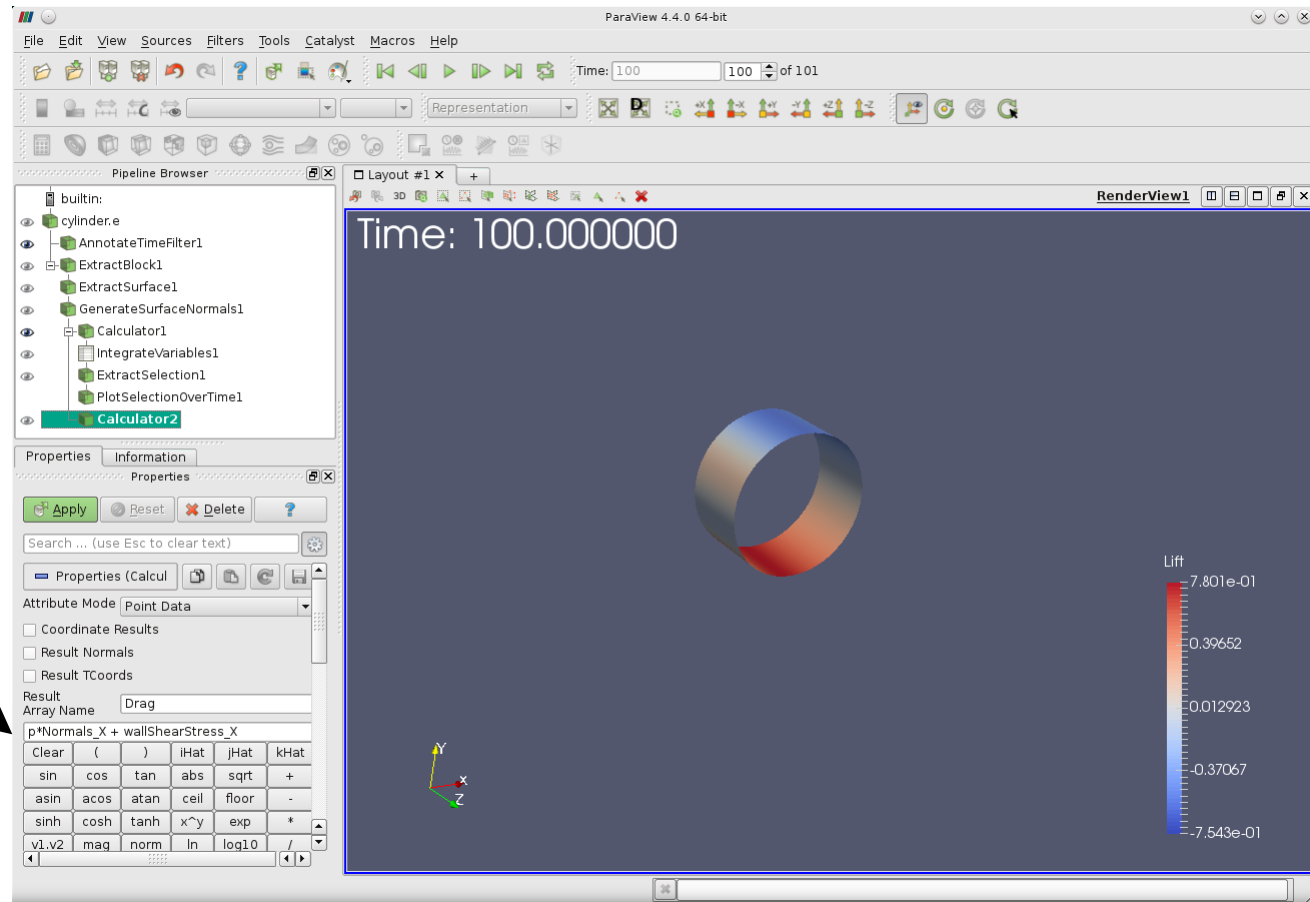 ParaView 4.4.0 64-bit
File Edit View Sources Filters Tools Catalyst Macros Help
Time: 100 100 of 101
Representation
Pipeline Browser
Layout #1
+
builtin:
3D
RenderView1
cylinder.e
AnnotateTimeFilter1
ExtractBlock1
ExtractSurface1
GenerateSurfaceNormals1
Calculator1
IntegrateVariables1
ExtractSelection1
PlotSelectionOverTime1
Calculator2
Time: 100.000000
Properties Information
Properties
Apply Reset Delete ?
Search ... (use Esc to clear text)
Properties (Calcul
Attribute Mode Point Data
Coordinate Results
Result Normals
Result TCoords
Result
Array Name Drag
p*Normals_X + wallShearStress_X
Clear ( ) iHat jHat kHat
sin cos tan abs sqrt +
asin acos atan ceil floor -
sinh cosh tanh x^y exp *
v1.v2 mag norm ln log10 /
Y
X
Z
Lift
7.801e-01
0.39652
0.012923
-0.37067
-7.543e-01